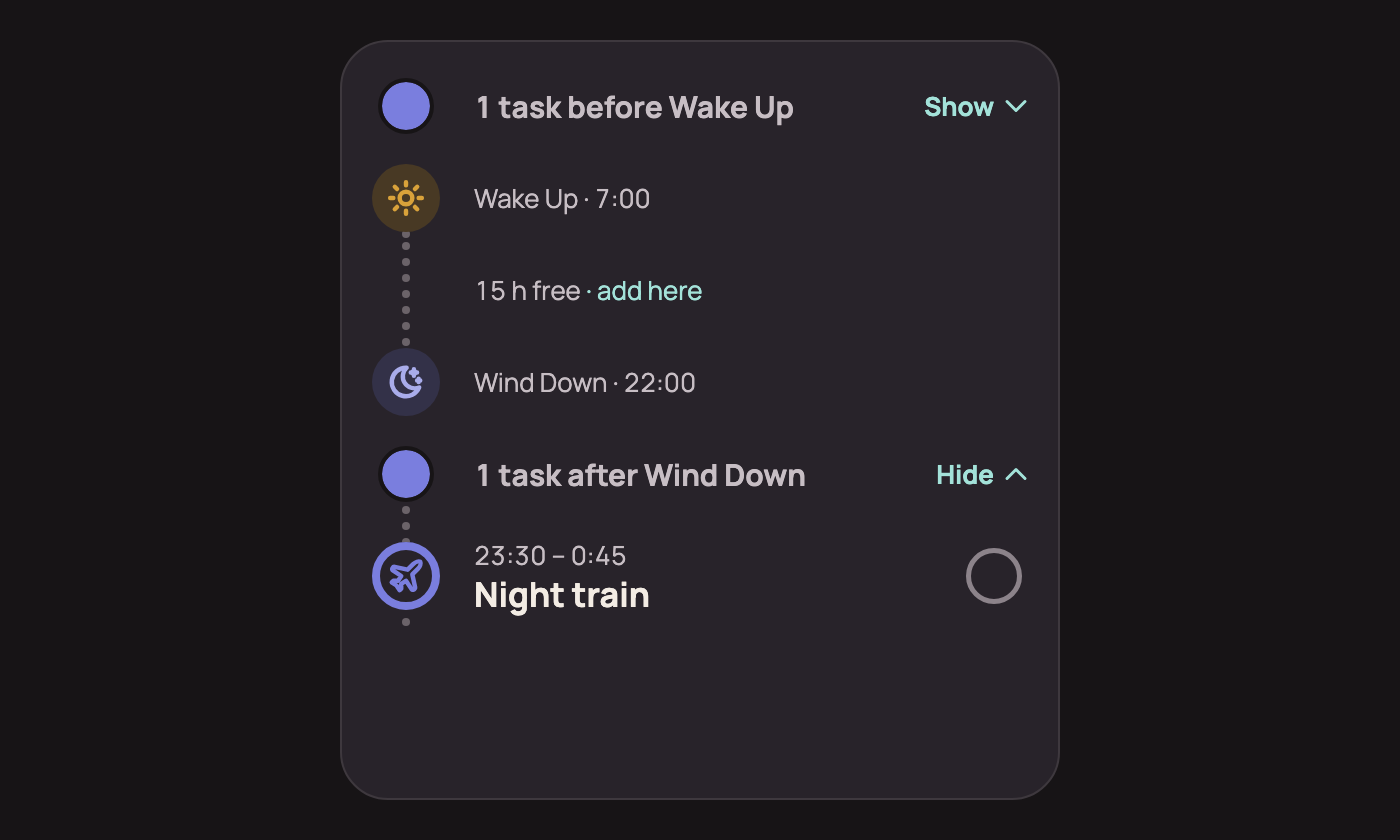 1 task before Wake Up Show
Wake Up · 7:00
15 h free · add here
Wind Down · 22:00
1 task after Wind Down Hide
23:30 – 0:45
Night train